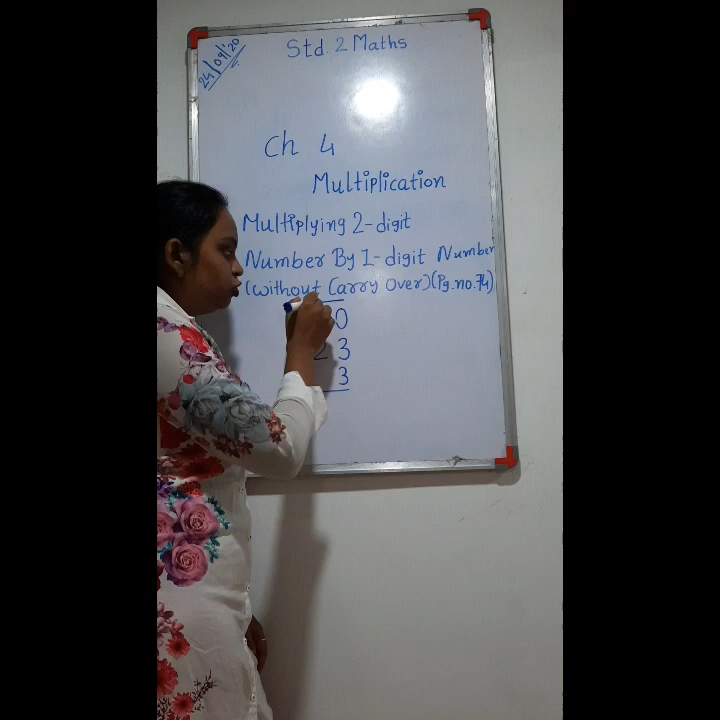 24/09/'20
Std. 2 Maths
Ch 4
Multiplication
Multiplying 2-digit
Number By 1-digit Number
(without Carry Over)(Pg.no.74)
0
2 3
3